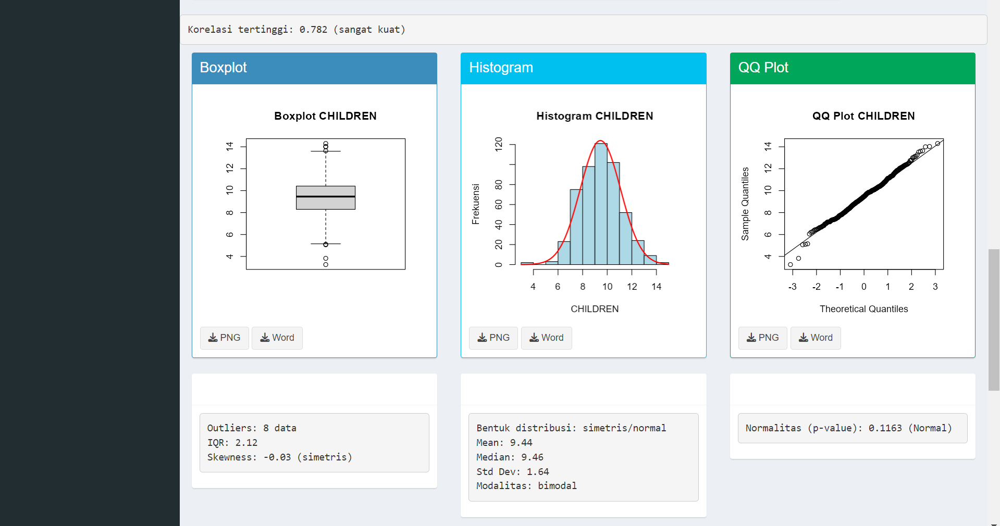 Korelasi tertinggi: 0.782 (sangat kuat)
Boxplot
Boxplot CHILDREN
14
12
10
8
6
4
PNG
Word
Outliers: 8 data
IQR: 2.12
Skewness: -0.03 (simetris)
Histogram
Histogram CHILDREN
Frekuensi
120
80
60
40
20
0
4 6 8 10 12 14
CHILDREN
PNG
Word
Bentuk distribusi: simetris/normal
Mean: 9.44
Median: 9.46
Std Dev: 1.64
Modalitas: bimodal
QQ Plot
QQ Plot CHILDREN
Sample Quantiles
14
12
10
8
6
4
-3 -2 -1 0 1 2 3
Theoretical Quantiles
PNG
Word
Normalitas (p-value): 0.1163 (Normal)